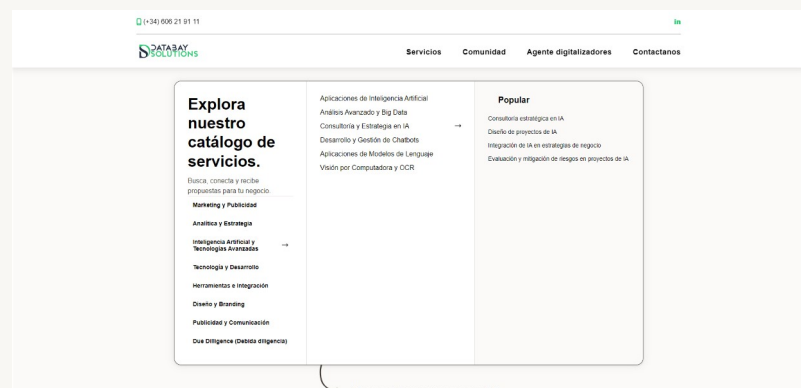 (+34) 606 21 91 11
in
DATABAY
SOLUTIONS
Servicios
Comunidad
Agente digitalizadores
Contactanos
Explora
nuestro
catálogo de
servicios.
Busca, conecta y recibe
propuestas para tu negocio.
Marketing y Publicidad
Analítica y Estrategia
Inteligencia Artificial y
Tecnologías Avanzadas →
Tecnología y Desarrollo
Herramientas e Integración
Diseño y Branding
Publicidad y Comunicación
Due Diligence (Debida diligencia)
Aplicaciones de Inteligencia Artificial
Análisis Avanzado y Big Data
Consultoría y Estrategia en IA →
Desarrollo y Gestión de Chatbots
Aplicaciones de Modelos de Lenguaje
Visión por Computadora y OCR
Popular
Consultoría estratégica en IA
Diseño de proyectos de IA
Integración de IA en estrategias de negocio
Evaluación y mitigación de riesgos en proyectos de IA